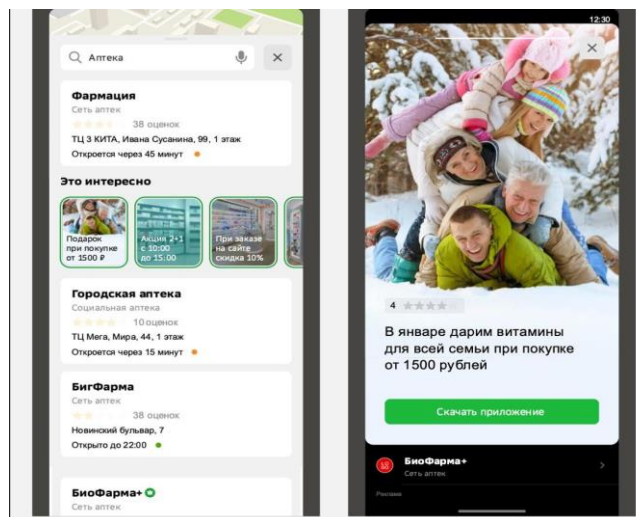 Аптека
Фармация
Сеть аптек
38 оценок
ТЦ 3 КИТА, Ивана Сусанина, 99, 1 этаж
Откроется через 45 минут
Это интересно
Подарок
при покупке
от 1500 ₽
Акция 2=1
с 10:00
до 15:00
При заказе
на сайте
скидка 10%
Городская аптека
Социальная аптека
10 оценок
ТЦ Мега, Мира, 44, 1 этаж
Откроется через 15 минут
БигФарма
Сеть аптек
38 оценок
Новинский бульвар, 7
Открыто до 22:00
БиоФарма+
Сеть аптек
12:30
4
В январе дарим витамины
для всей семьи при покупке
от 1500 рублей
Скачать приложение
БиоФарма+
Сеть аптек
Реклама